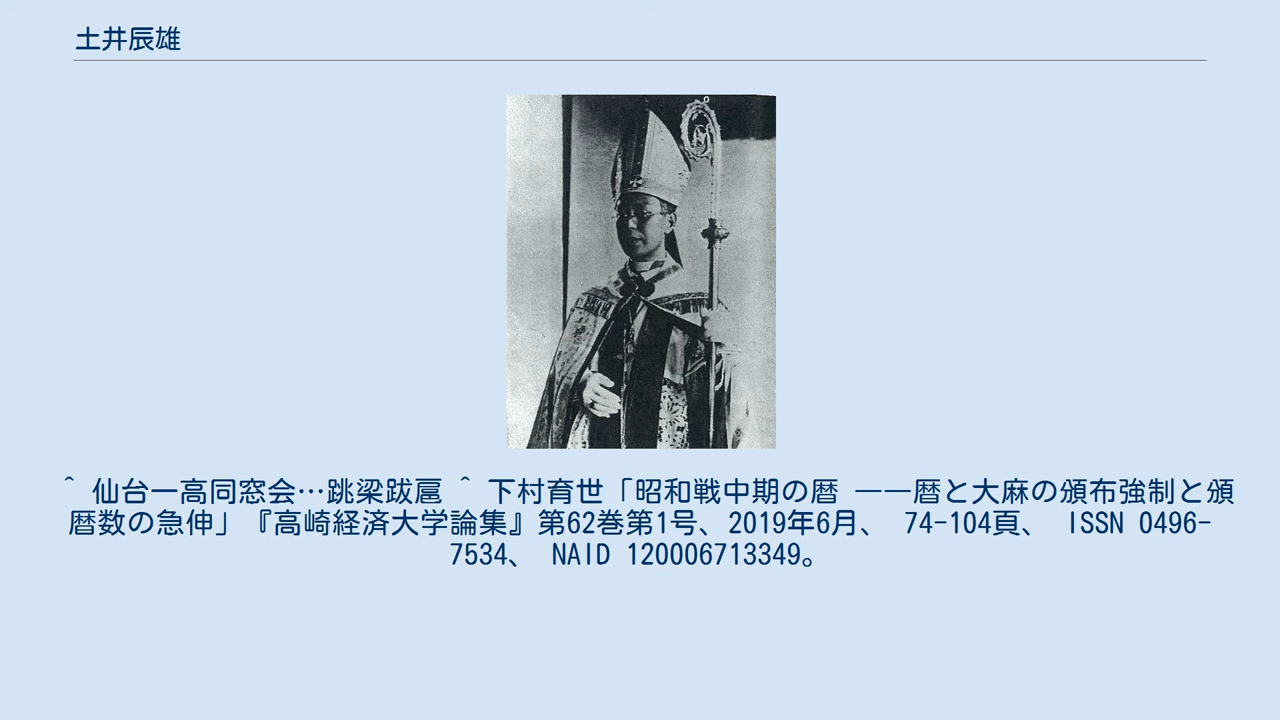 土井辰雄
^ 仙台一高同窓会…跳梁跋扈 ^ 下村育世「昭和戦中期の暦 ――暦と大麻の頒布強制と頒
暦数の急伸」『高崎経済大学論集』第62巻第1号、2019年6月、 74-104頁、 ISSN 0496-
7534、 NAID 120006713349。